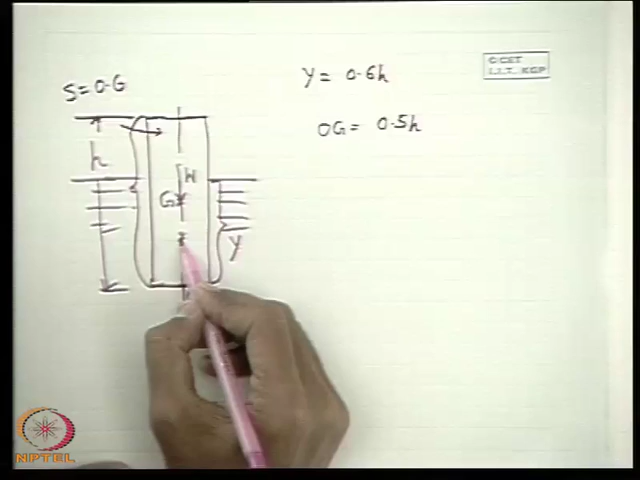 y = 0.6h
C CET
I.I.T. KGP
S=0.6
OG = 0.5h
h
W
G
y
NPTEL